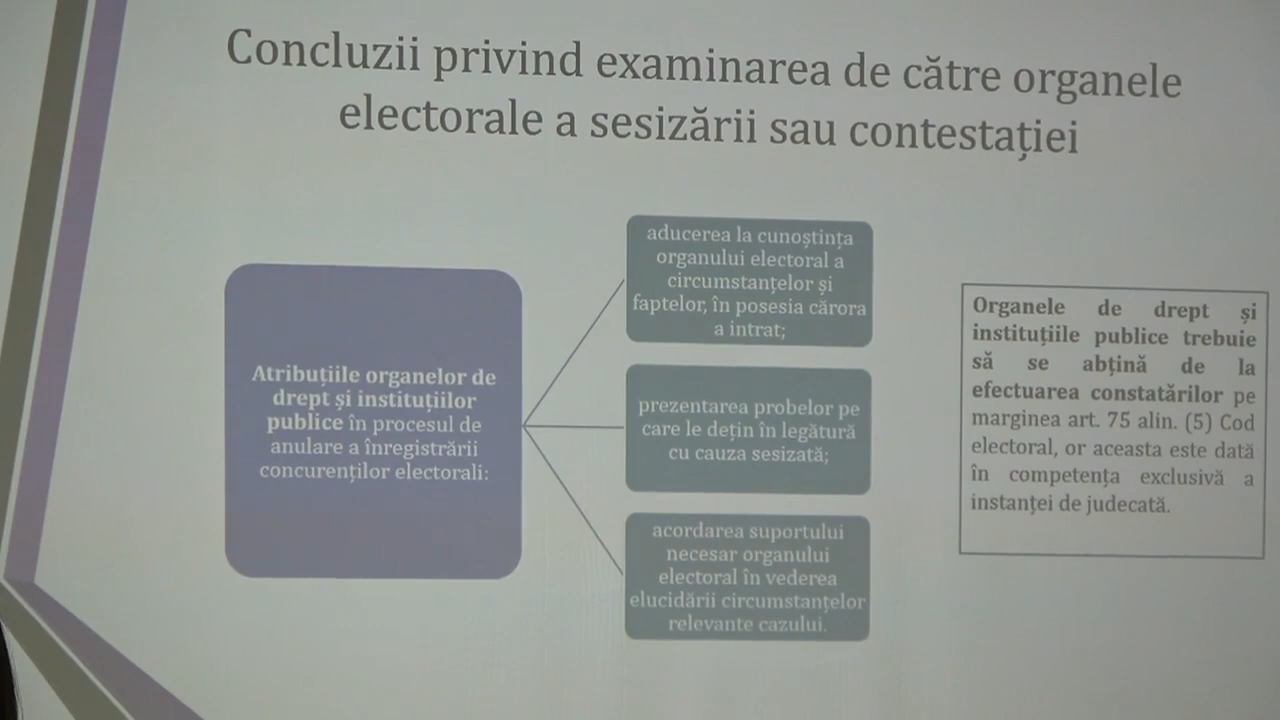 Concluzii privind examinarea de către organele
electorale a sesizării sau contestației
Atribuțiile organelor de
drept și instituțiilor
publice în procesul de
anulare a înregistrării
concurenților electorali:
aducerea la cunoștința
organului electoral a
circumstanțelor și
faptelor, în posesia cărora
a intrat;
prezentarea probelor pe
care le dețin în legătură
cu cauza sesizată;
acordarea suportului
necesar organului
electoral în vederea
elucidării circumstanțelor
relevante cazului.
Organele de drept și
instituțiile publice trebuie
să se abțină de la
efectuarea constatărilor pe
marginea art. 75 alin. (5) Cod
electoral, or aceasta este dată
în competența exclusivă a
instanței de judecată.